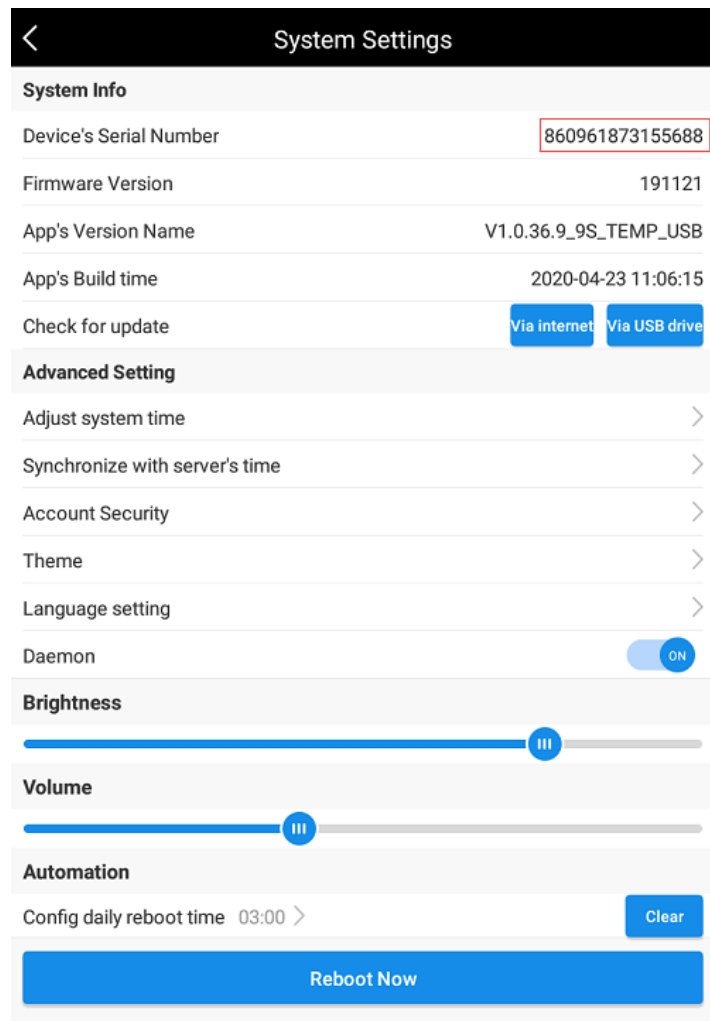 System Settings
System Info
Device's Serial Number 860961873155688
Firmware Version 191121
App's Version Name V1.0.36.9_9S_TEMP_USB
App's Build time 2020-04-23 11:06:15
Check for update Via internet Via USB drive
Advanced Setting
Adjust system time
Synchronize with server's time
Account Security
Theme
Language setting
Daemon ON
Brightness
Volume
Automation
Config daily reboot time 03:00 Clear
Reboot Now